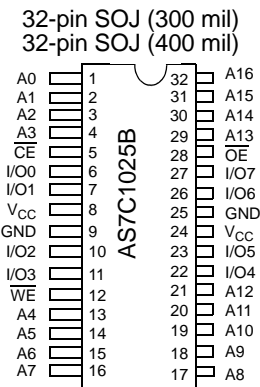 32-pin SOJ (300 mil)
32-pin SOJ (400 mil)
A0 1 32 A16
A1 2 31 A15
A2 3 30 A14
A3 4 29 A13
C̅E̅ 5 28 O̅E̅
I/O0 6 27 I/O7
I/O1 7 26 I/O6
VCC 8 25 GND
GND 9 24 VCC
I/O2 10 23 I/O5
I/O3 11 22 I/O4
W̅E̅ 12 21 A12
A4 13 20 A11
A5 14 19 A10
A6 15 18 A9
A7 16 17 A8
AS7C1025B